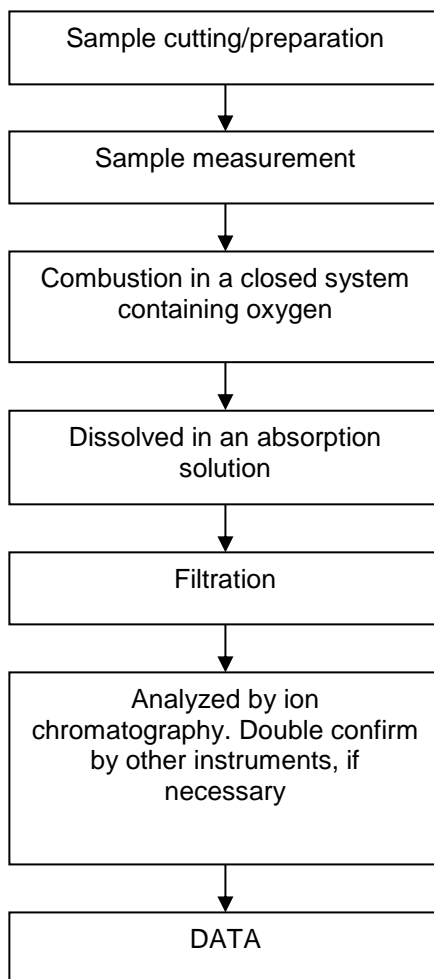 Sample cutting/preparation
Sample measurement
Combustion in a closed system
containing oxygen
Dissolved in an absorption
solution
Filtration
Analyzed by ion
chromatography. Double confirm
by other instruments, if
necessary
DATA